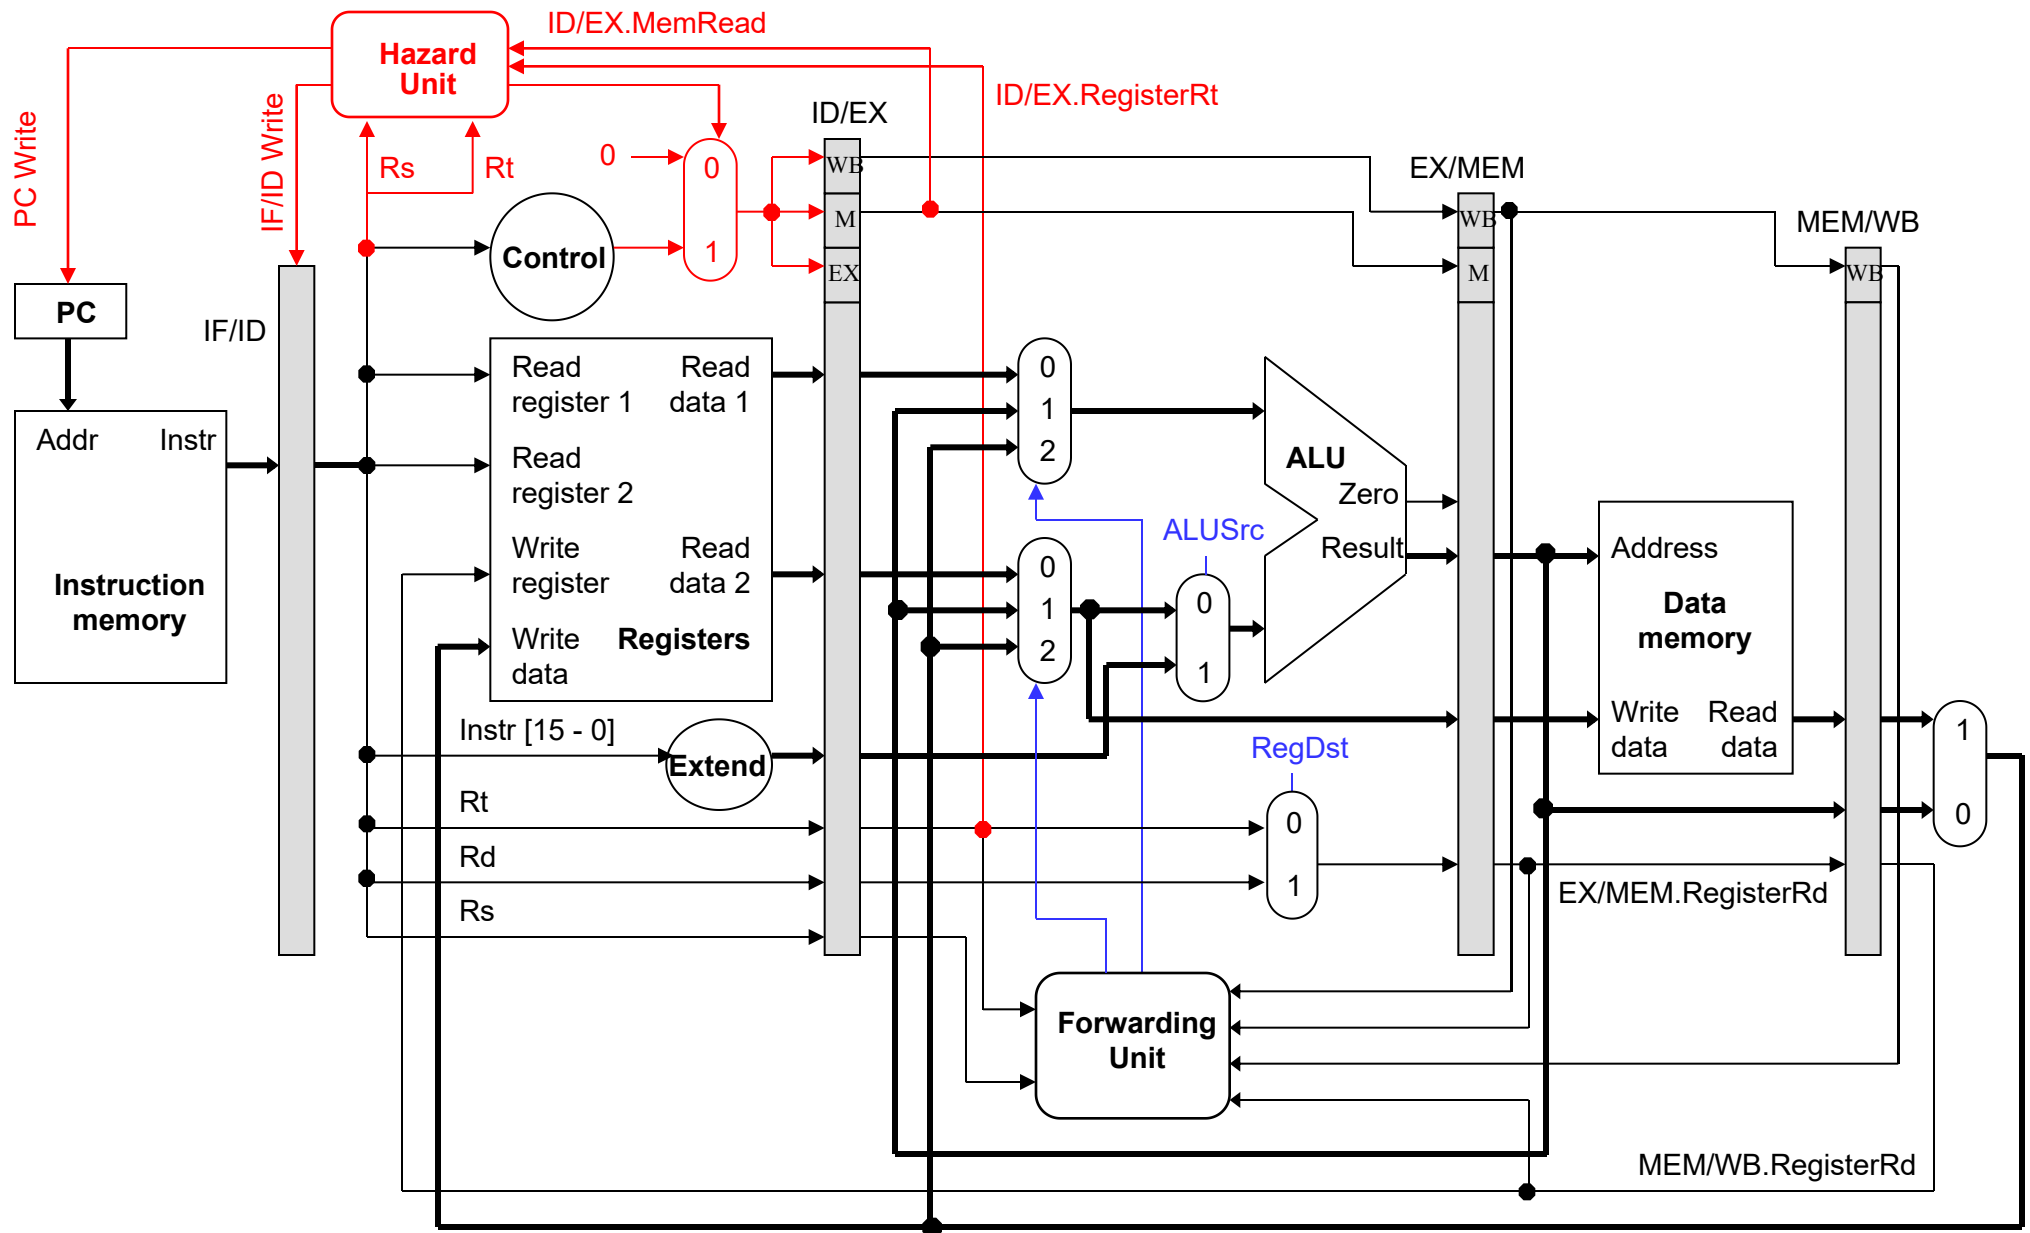 ID/EX.MemRead
Hazard
Unit
ID/EX.RegisterRt
PC Write
IF/ID Write
Rs
Rt
0
0
1
Control
ID/EX
WB
M
EX
EX/MEM
WB
M
MEM/WB
WB
PC
IF/ID
Addr
Instr
Instruction
memory
Read
register 1
Read
data 1
Read
register 2
Write
register
Read
data 2
Write
data
Registers
0
1
2
0
1
2
ALUSrc
0
1
ALU
Zero
Result
Address
Data
memory
Write
data
Read
data
1
0
Instr [15 - 0]
Extend
RegDst
0
1
Rt
Rd
Rs
EX/MEM.RegisterRd
Forwarding
Unit
MEM/WB.RegisterRd